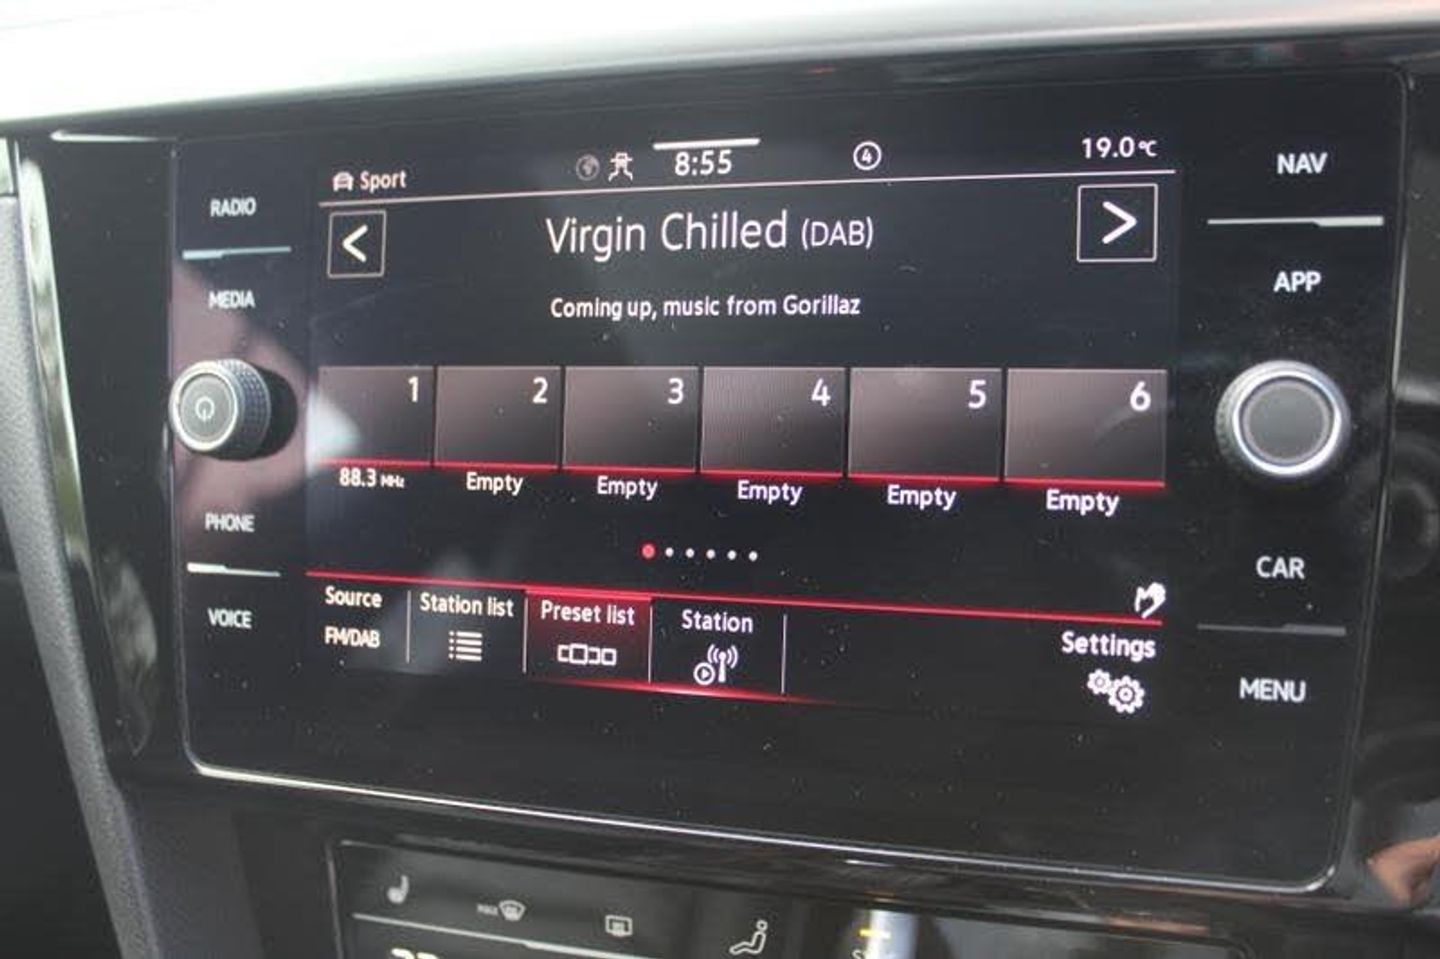 Sport 8:55 4 19.0°C
RADIO
MEDIA
PHONE
VOICE
Virgin Chilled (DAB)
Coming up, music from Gorillaz
1 2 3 4 5 6
88.3 MHz Empty Empty Empty Empty Empty
Source Station list Preset list Station Settings
FM/DAB
NAV
APP
CAR
MENU
MAX